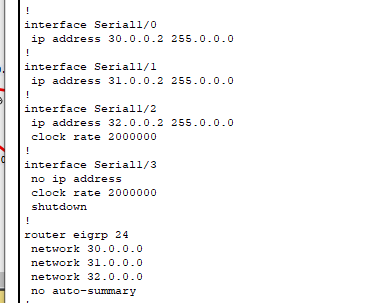 !
interface Serial1/0
 ip address 30.0.0.2 255.0.0.0
!
interface Serial1/1
 ip address 31.0.0.2 255.0.0.0
!
interface Serial1/2
 ip address 32.0.0.2 255.0.0.0
 clock rate 2000000
!
interface Serial1/3
 no ip address
 clock rate 2000000
 shutdown
!
router eigrp 24
 network 30.0.0.0
 network 31.0.0.0
 network 32.0.0.0
 no auto-summary